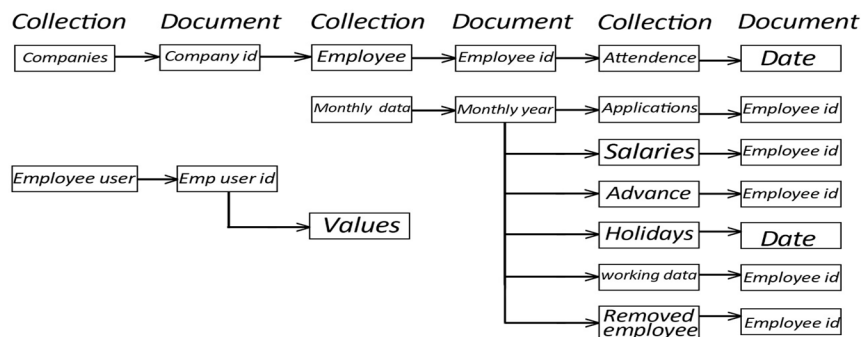 Collection Document Collection Document Collection Document
Companies Company id Employee Employee id Attendence Date
Monthly data Monthly year Applications Employee id
Salaries Employee id
Employee user Emp user id
Advance Employee id
Values Holidays Date
working data Employee id
Removed
employee Employee id